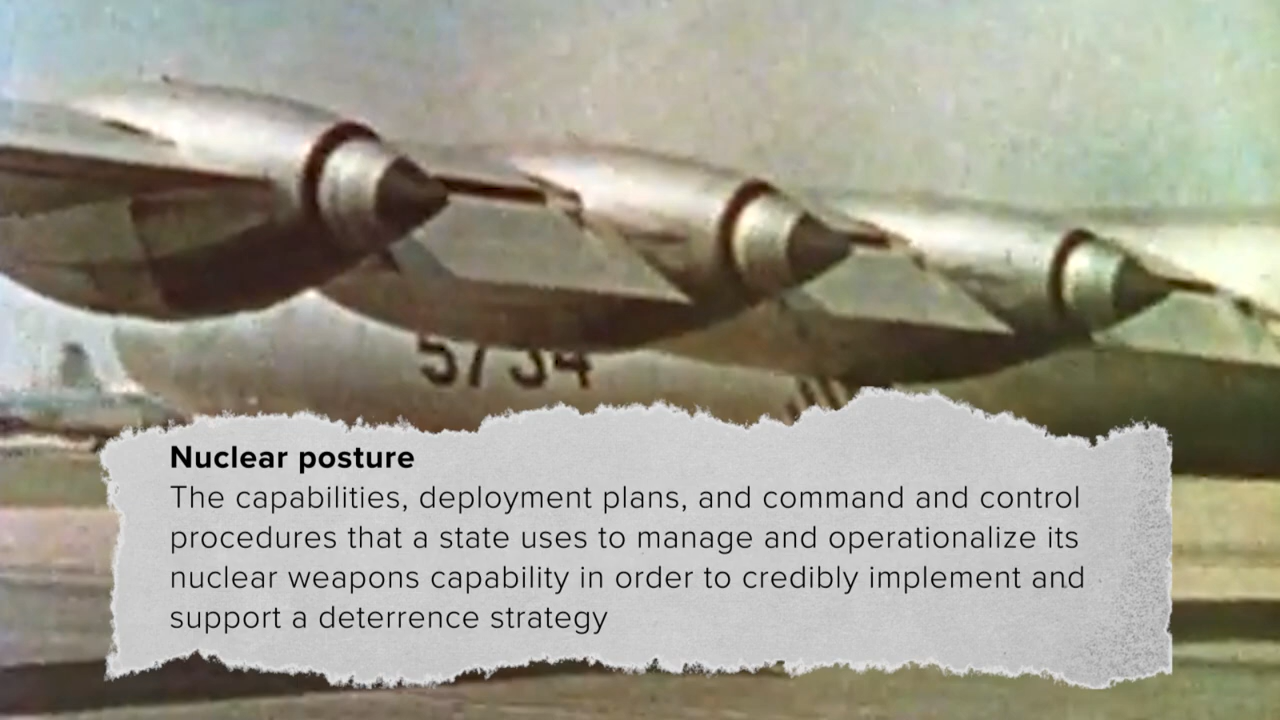 5734
Nuclear posture
The capabilities, deployment plans, and command and control
procedures that a state uses to manage and operationalize its
nuclear weapons capability in order to credibly implement and
support a deterrence strategy